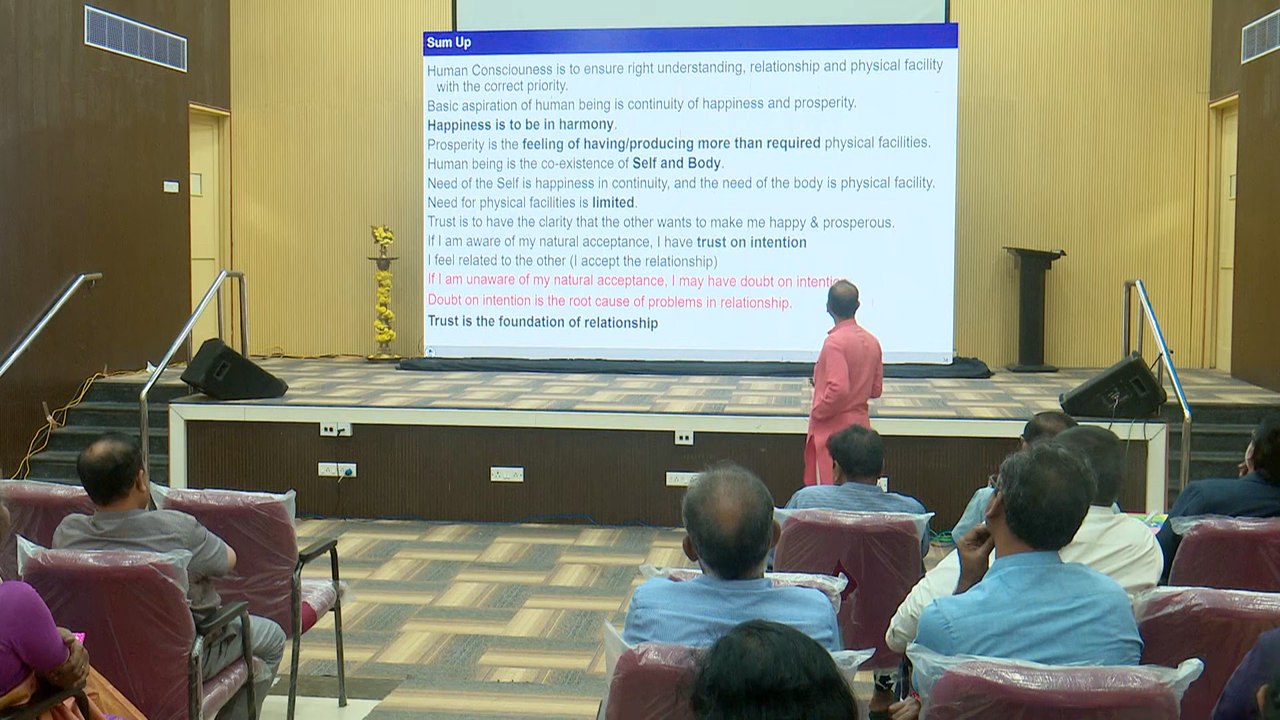 Sum Up
Human Consciouness is to ensure right understanding, relationship and physical facility
with the correct priority.
Basic aspiration of human being is continuity of happiness and prosperity.
Happiness is to be in harmony.
Prosperity is the feeling of having/producing more than required physical facilities.
Human being is the co-existence of Self and Body.
Need of the Self is happiness in continuity, and the need of the body is physical facility.
Need for physical facilities is limited.
Trust is to have the clarity that the other wants to make me happy & prosperous.
If I am aware of my natural acceptance, I have trust on intention
I feel related to the other (I accept the relationship)
If I am unaware of my natural acceptance, I may have doubt on intentio
Doubt on intention is the root cause of problems in relationship.
Trust is the foundation of relationship